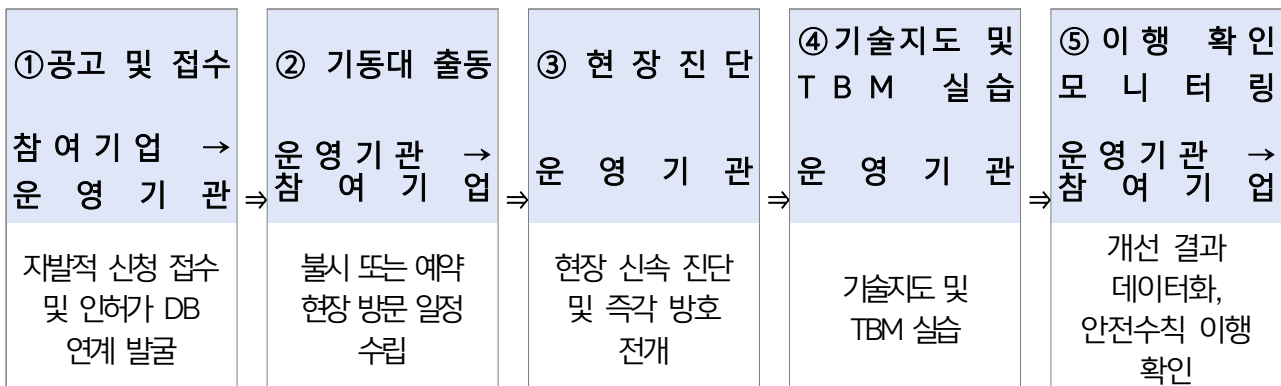 ①공고 및 접수
참여기업 →
운영기관
⇒
자발적 신청 접수
및 인허가 DB
연계 발굴
② 기동대 출동
운영기관 →
참여기업
⇒
불시 또는 예약
현장 방문 일정
수립
③ 현장진단
운영기관
⇒
현장 신속 진단
및 즉각 방호
전개
④기술지도 및
TBM 실습
운영기관
⇒
기술지도 및
TBM 실습
⑤ 이행 확인
모니터링
운영기관 →
참여기업
개선 결과
데이터화,
안전수칙 이행
확인